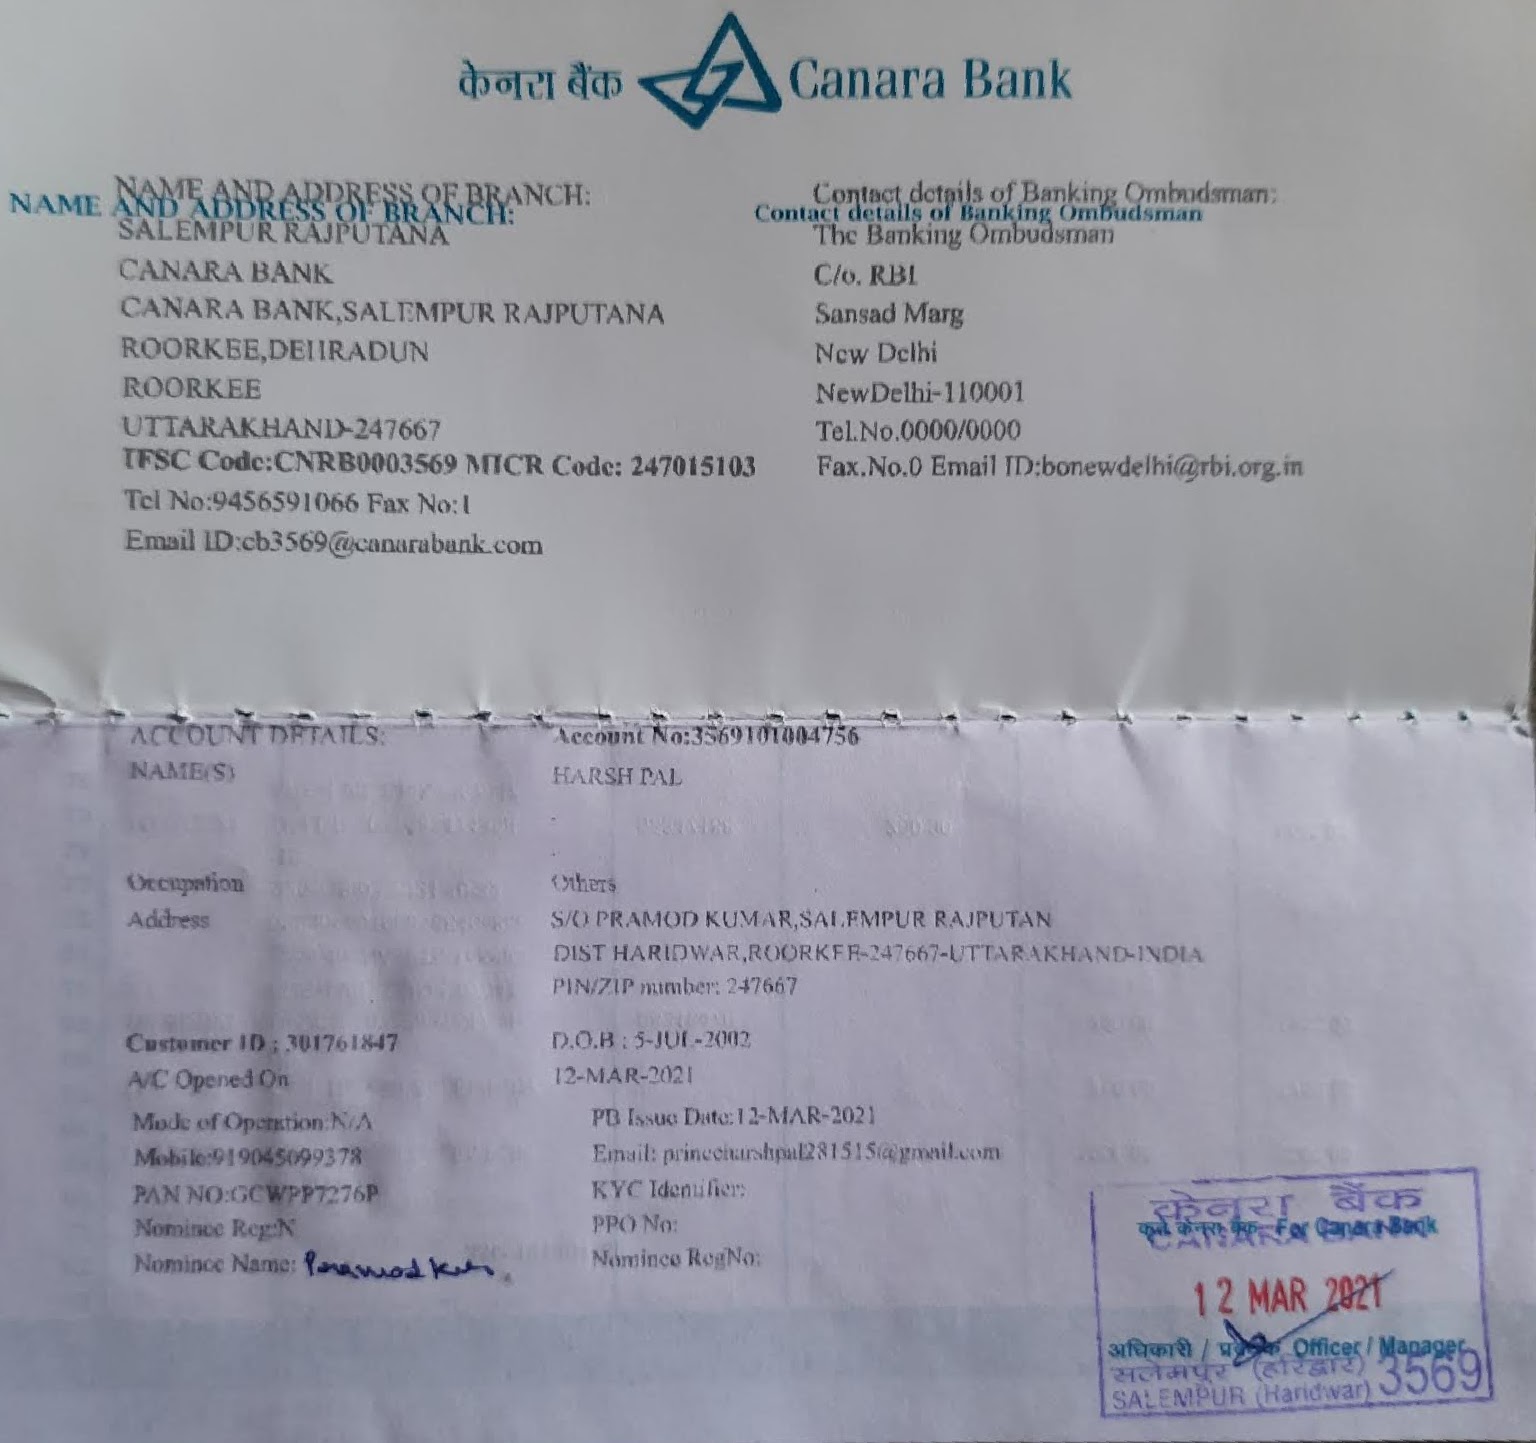 केनरा बैंक Canara Bank
NAME AND ADDRESS OF BRANCH:
NAME AND ADDRESS OF BRANCH:
SALEMPUR RAJPUTANA
CANARA BANK
CANARA BANK,SALEMPUR RAJPUTANA
ROORKEE,DEHRADUN
ROORKEE
UTTARAKHAND-247667
IFSC Code:CNRB0003569 MICR Code: 247015103
Tel No:9456591066 Fax No:1
Email ID:cb3569@canarabank.com
Contact details of Banking Ombudsman:
Contact details of Banking Ombudsman
The Banking Ombudsman
C/o. RBI
Sansad Marg
New Delhi
NewDelhi-110001
Tel.No.0000/0000
Fax.No.0 Email ID:bonewdelhi@rbi.org.in
ACCOUNT DETAILS: Account No:3569101004756
NAME(S) HARSH PAL
Occupation Others
Address S/O PRAMOD KUMAR,SALEMPUR RAJPUTAN
DIST HARIDWAR,ROORKEE-247667-UTTARAKHAND-INDIA
PIN/ZIP number: 247667
Customer ID : 301761847 D.O.B : 5-JUL-2002
A/C Opened On 12-MAR-2021
Mode of Operation:N/A PB Issue Date:12-MAR-2021
Mobile:919045099378 Email: princeharshpal281515@gmail.com
PAN NO:GCWPP7276P KYC Identifier:
Nominee Reg:N PPO No:
Nominee Name: Pramod Nominee RegNo:
केनरा बैंक
कृते केनरा बैंक For Canara Bank
CANARA BANK
12 MAR 2021
अधिकारी / प्रबंधक Officer / Manager
सलेमपुर (हरिद्वार) 3569
SALEMPUR (Haridwar)